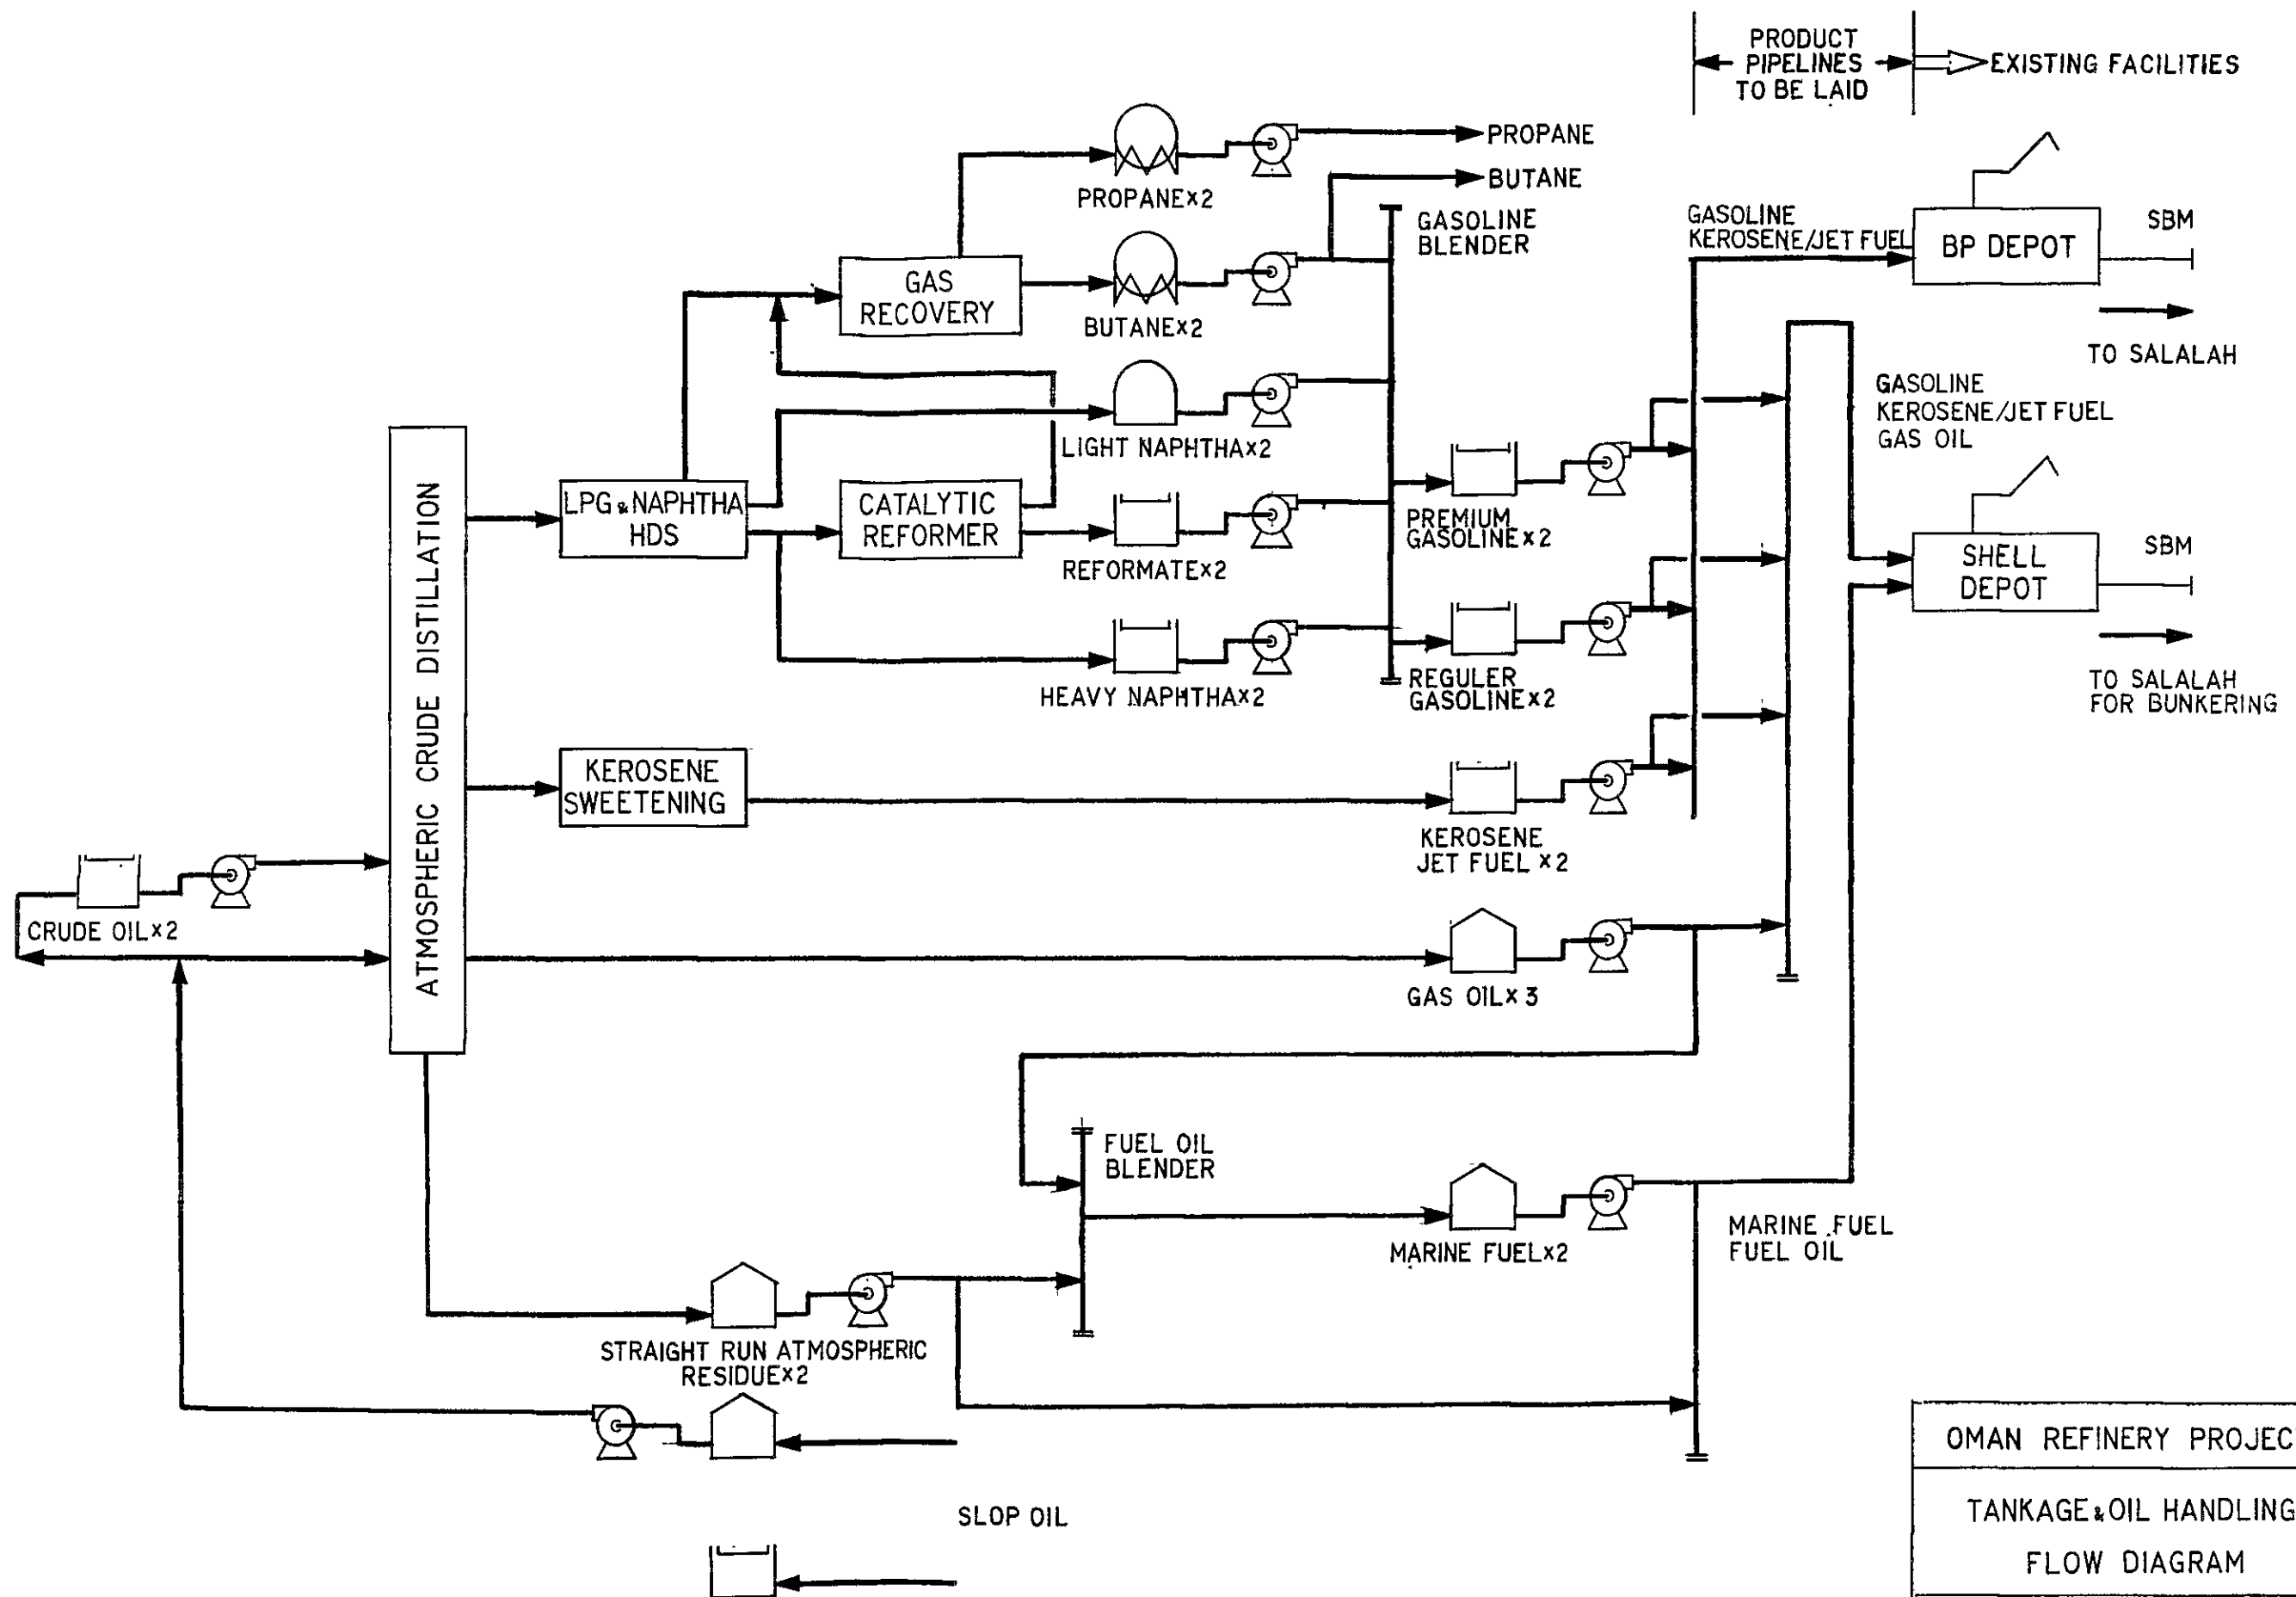 PRODUCT
PIPELINES
TO BE LAID
EXISTING FACILITIES
PROPANE
BUTANE
PROPANE×2
GASOLINE
BLENDER
GASOLINE
KEROSENE/JET FUEL
BP DEPOT
SBM
GAS
RECOVERY
BUTANE×2
TO SALALAH
GASOLINE
KEROSENE/JET FUEL
GAS OIL
LIGHT NAPHTHA×2
ATMOSPHERIC CRUDE DISTILLATION
LPG & NAPHTHA
HDS
CATALYTIC
REFORMER
PREMIUM
GASOLINE×2
SHELL
DEPOT
SBM
REFORMATE×2
REGULER
GASOLINE×2
TO SALALAH
FOR BUNKERING
HEAVY NAPHTHA×2
KEROSENE
SWEETENING
KEROSENE
JET FUEL ×2
CRUDE OIL×2
GAS OIL×3
FUEL OIL
BLENDER
MARINE FUEL×2
MARINE FUEL
FUEL OIL
STRAIGHT RUN ATMOSPHERIC
RESIDUE×2
SLOP OIL
OMAN REFINERY PROJEC
TANKAGE & OIL HANDLING
FLOW DIAGRAM